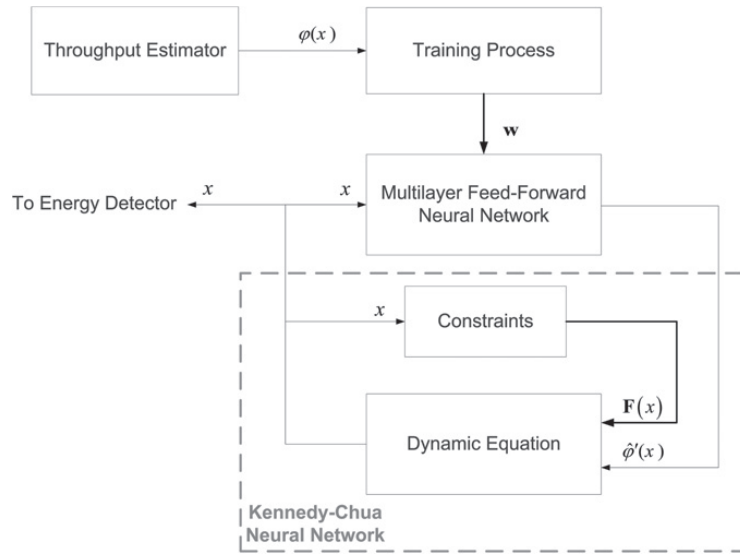 φ(x)
Throughput Estimator
Training Process
w
x
x
To Energy Detector
Multilayer Feed-Forward
Neural Network
x
Constraints
F(x)
Dynamic Equation
φ̂'(x)
Kennedy-Chua
Neural Network